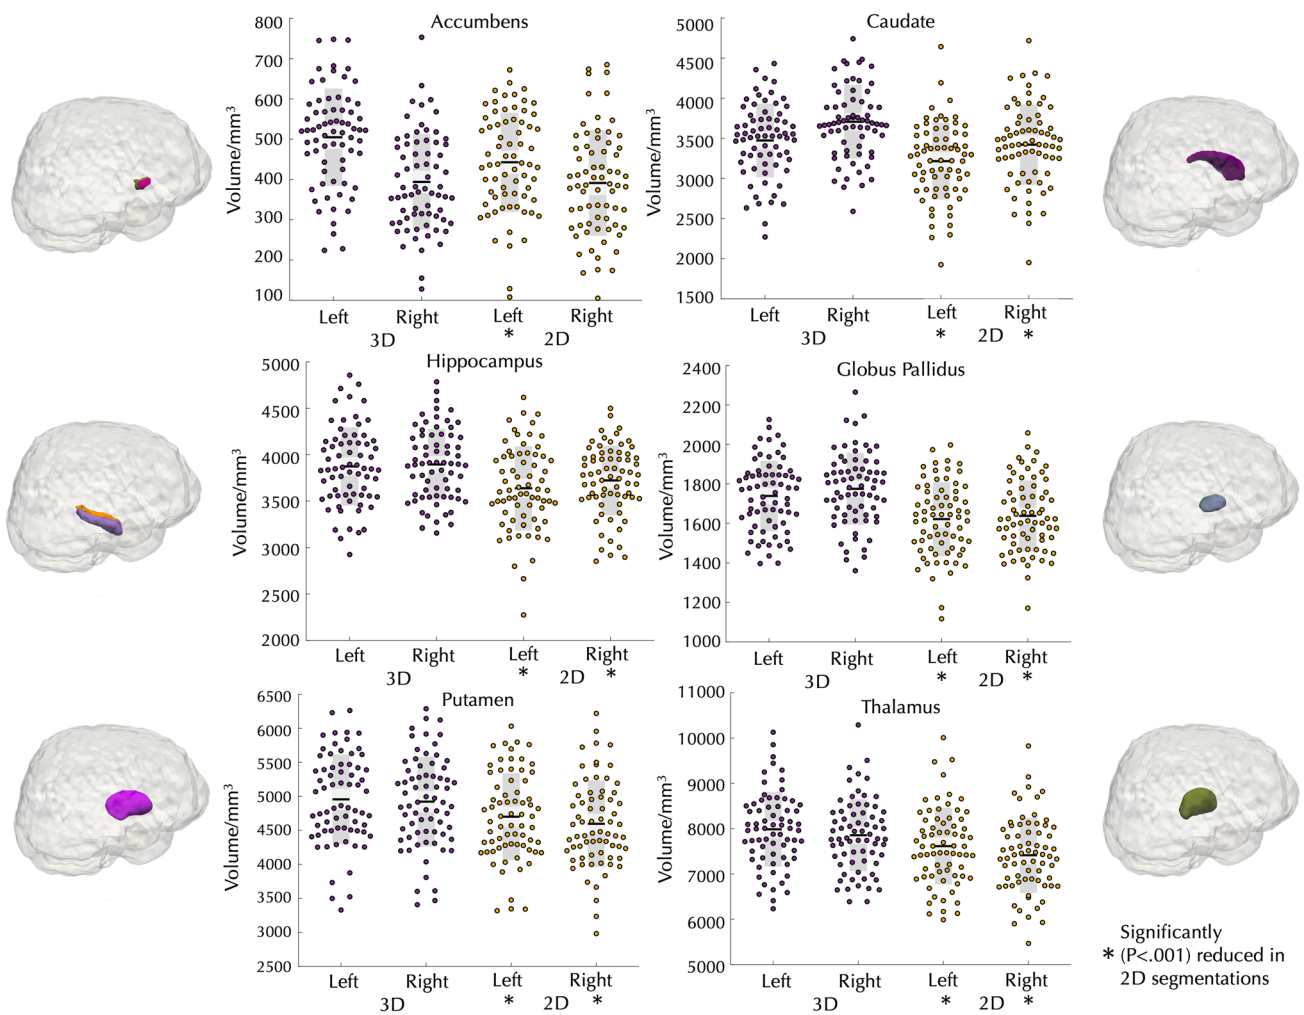 Accumbens
Volume/mm3
800
700
600
500
400
300
200
100
Left Right Left Right
3D * 2D
Caudate
Volume/mm3
5000
4500
4000
3500
3000
2500
2000
1500
Left Right Left Right
3D * 2D *
Hippocampus
Volume/mm3
5000
4500
4000
3500
3000
2500
2000
Left Right Left Right
3D * 2D *
Globus Pallidus
Volume/mm3
2400
2200
2000
1800
1600
1400
1200
1000
Left Right Left Right
3D * 2D *
Putamen
Volume/mm3
6500
6000
5500
5000
4500
4000
3500
3000
2500
Left Right Left Right
3D * 2D *
Thalamus
Volume/mm3
11000
10000
9000
8000
7000
6000
5000
Left Right Left Right
3D * 2D *
Significantly
* (P<.001) reduced in
2D segmentations